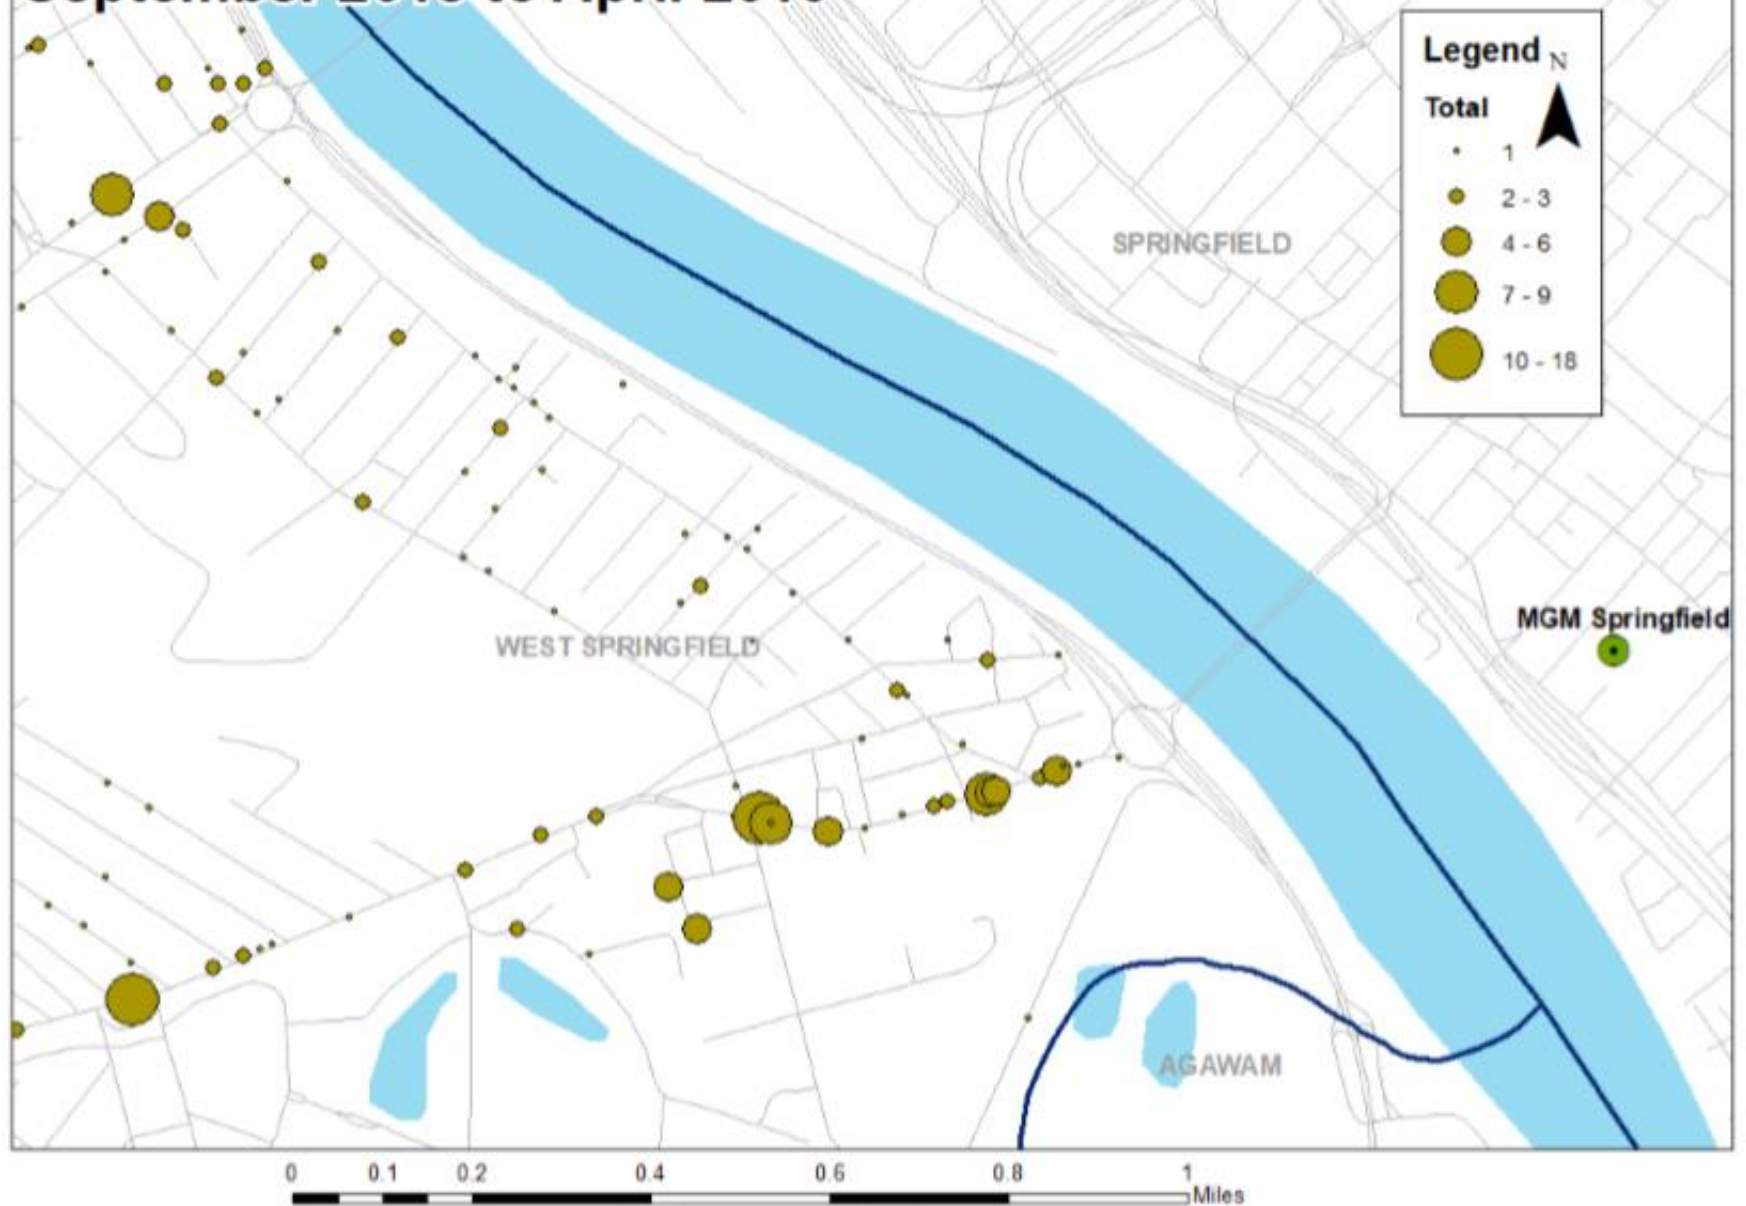 Legend
N
Total
1
2 - 3
4 - 6
7 - 9
10 - 18
SPRINGFIELD
MGM Springfield
WEST SPRINGFIELD
AGAWAM
0 0.1 0.2 0.4 0.6 0.8 1
Miles